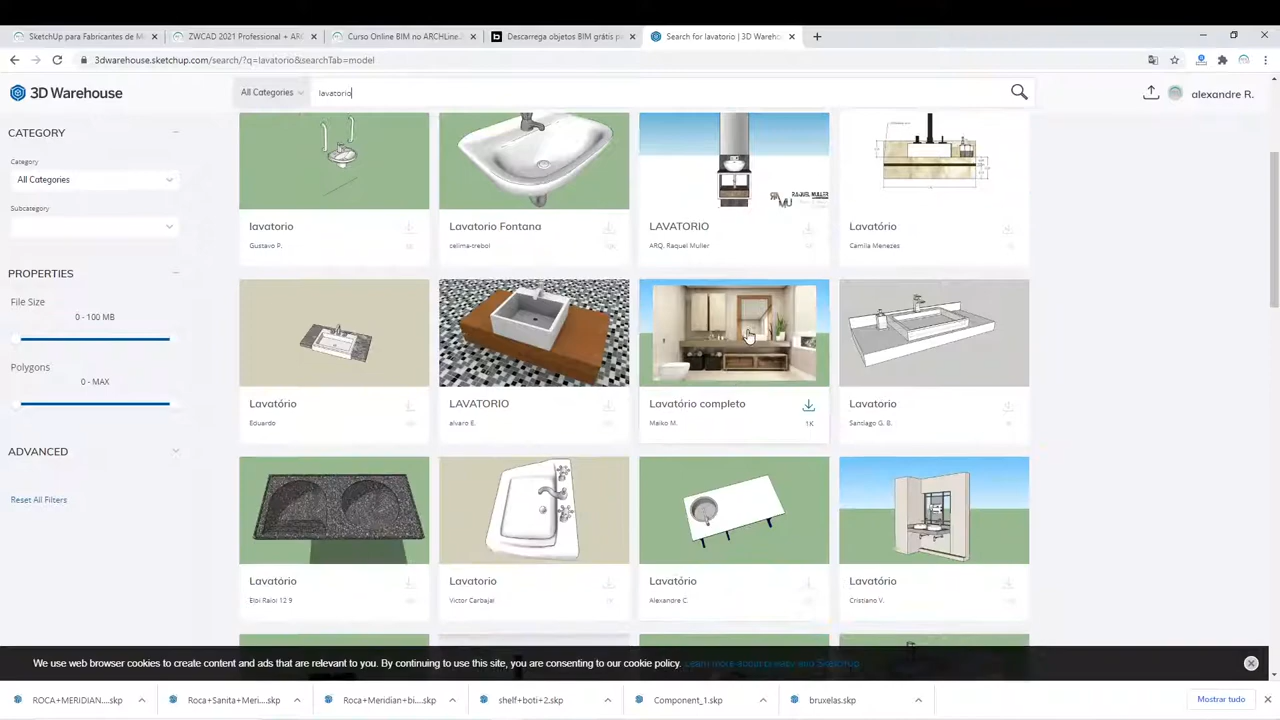 SketchUp para Fabricantes de M
ZWCAD 2021 Professional + AR
Curso Online BIM no ARCHLine.
Descarrega objetos BIM grátis p
Search for lavatorio | 3D Wareho
3dwarehouse.sketchup.com/search/?q=lavatorio&searchTab=model
3D Warehouse
All Categories
lavatorio
alexandre R.
CATEGORY
Category
All Categories
Subcategory
PROPERTIES
File Size
0 - 100 MB
Polygons
0 - MAX
ADVANCED
Reset All Filters
RAQUEL MULLER
lavatorio
Gustavo P.
Lavatorio Fontana
celima-trebol
LAVATORIO
ARQ. Raquel Muller
Lavatório
Camila Menezes
Lavatório
Eduardo
LAVATORIO
alvaro E.
Lavatório completo
Maiko M.
1K
Lavatorio
Santiago G. B.
Lavatório
Eloi Raio! 12 9
Lavatorio
Victor Carbajal
Lavatório
Alexandre C.
Lavatório
Cristiano V.
We use web browser cookies to create content and ads that are relevant to you. By continuing to use this site, you are consenting to our cookie policy.
ROCA+MERIDIAN....skp
Roca+Sanita+Meri....skp
Roca+Meridian+bi....skp
shelf+boti+2.skp
Component_1.skp
bruxelas.skp
Mostrar tudo